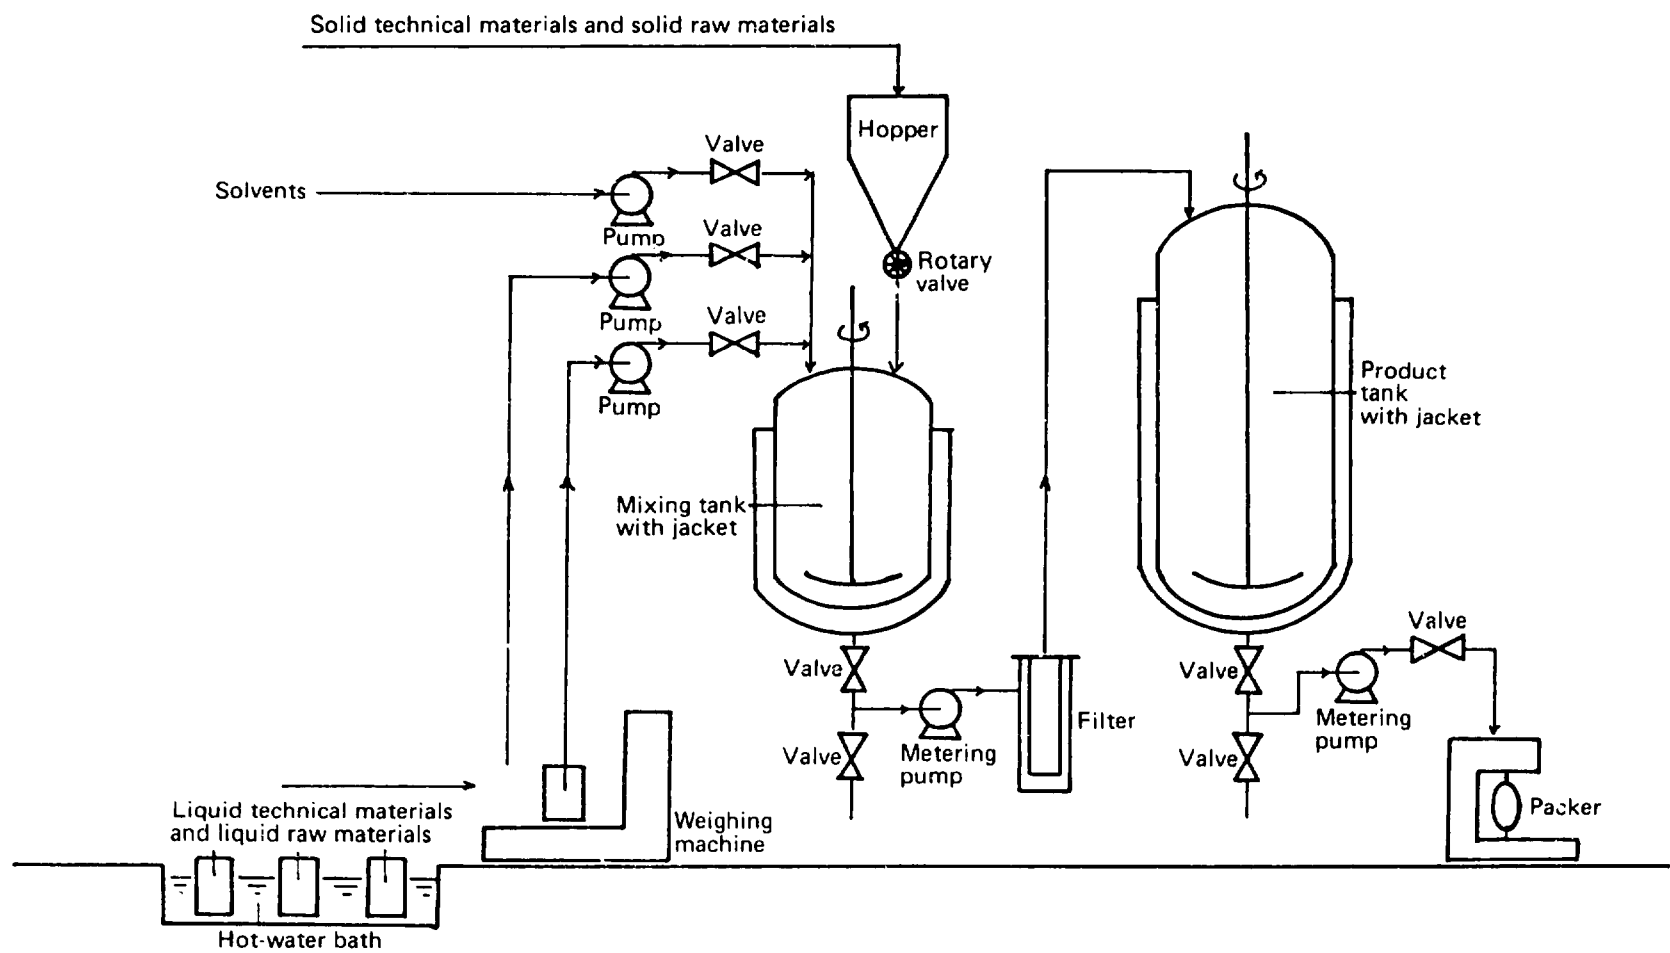 Solid technical materials and solid raw materials
Hopper
Valve
Solvents
Pump
Valve
Rotary
valve
Pump
Valve
Pump
Product
tank
with jacket
Mixing tank
with jacket
Valve
Valve
Valve
Filter
Metering
pump
Valve
Metering
pump
Valve
Liquid technical materials
and liquid raw materials
Weighing
machine
Packer
Hot-water bath